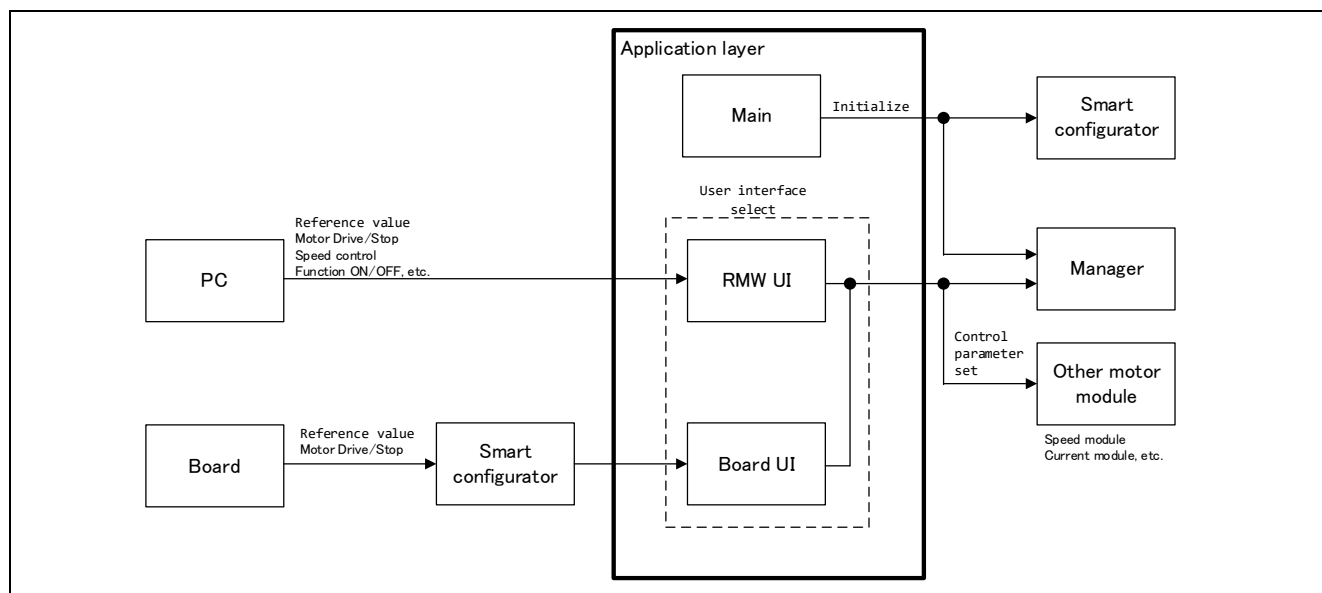 Application layer
Main
Initialize
Smart
configurator
User interface
select
Reference value
Motor Drive/Stop
Speed control
Function ON/OFF, etc.
PC
RMW UI
Manager
Control
parameter
set
Other motor
module
Speed module
Current module, etc.
Reference value
Motor Drive/Stop
Board
Smart
configurator
Board UI